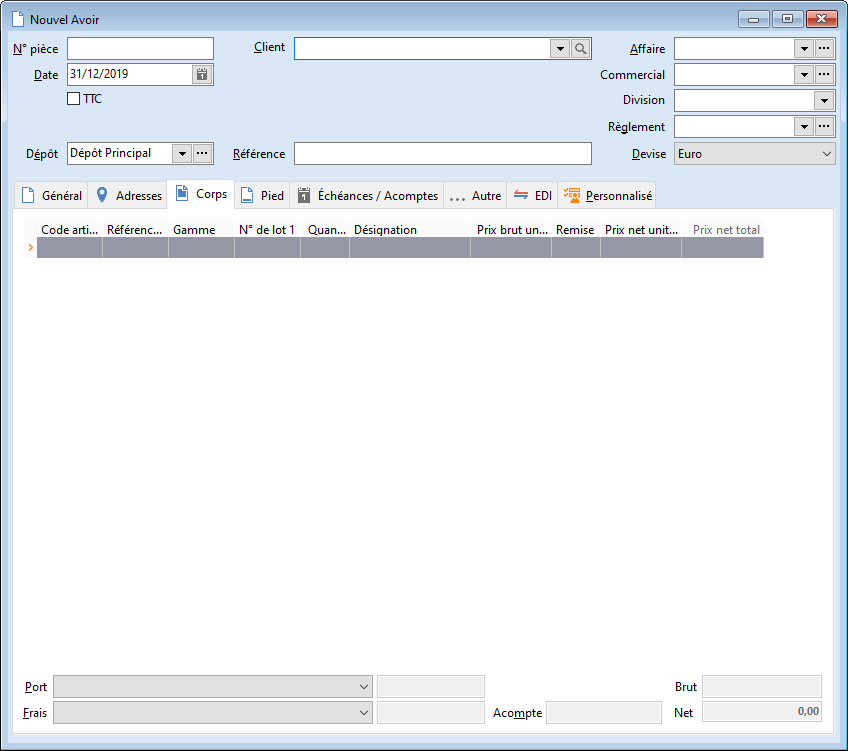 Nouvel Avoir
N° pièce Client Affaire
Date 31/12/2019 Commercial
TTC Division
Règlement
Dépôt Dépôt Principal Référence Devise Euro
Général Adresses Corps Pied Échéances / Acomptes ... Autre EDI Personnalisé
Code arti... Référenc... Gamme N° de lot 1 Quan... Désignation Prix brut un... Remise Prix net unit... Prix net total
Port Brut
Frais Acompte Net 0,00